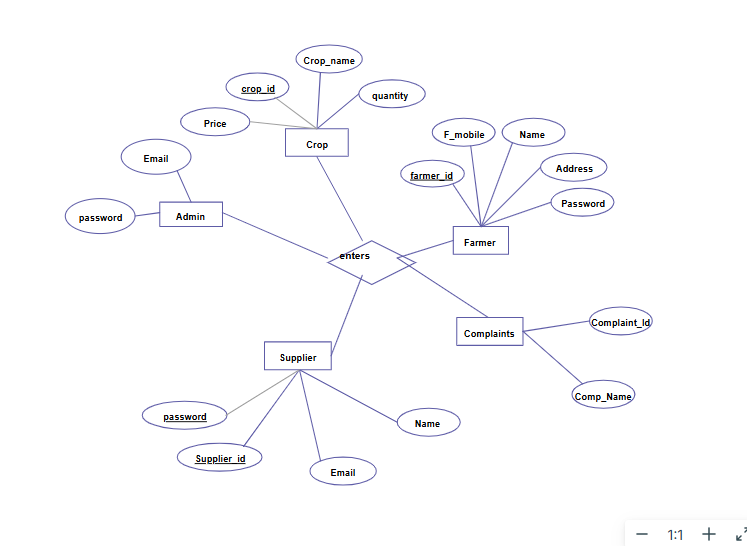 Crop_name
crop_id
quantity
Price
Crop
F_mobile
Name
Email
Address
farmer_id
Password
password
Admin
Farmer
enters
Complaint_Id
Complaints
Supplier
Comp_Name
password
Name
Supplier_id
Email
1:1